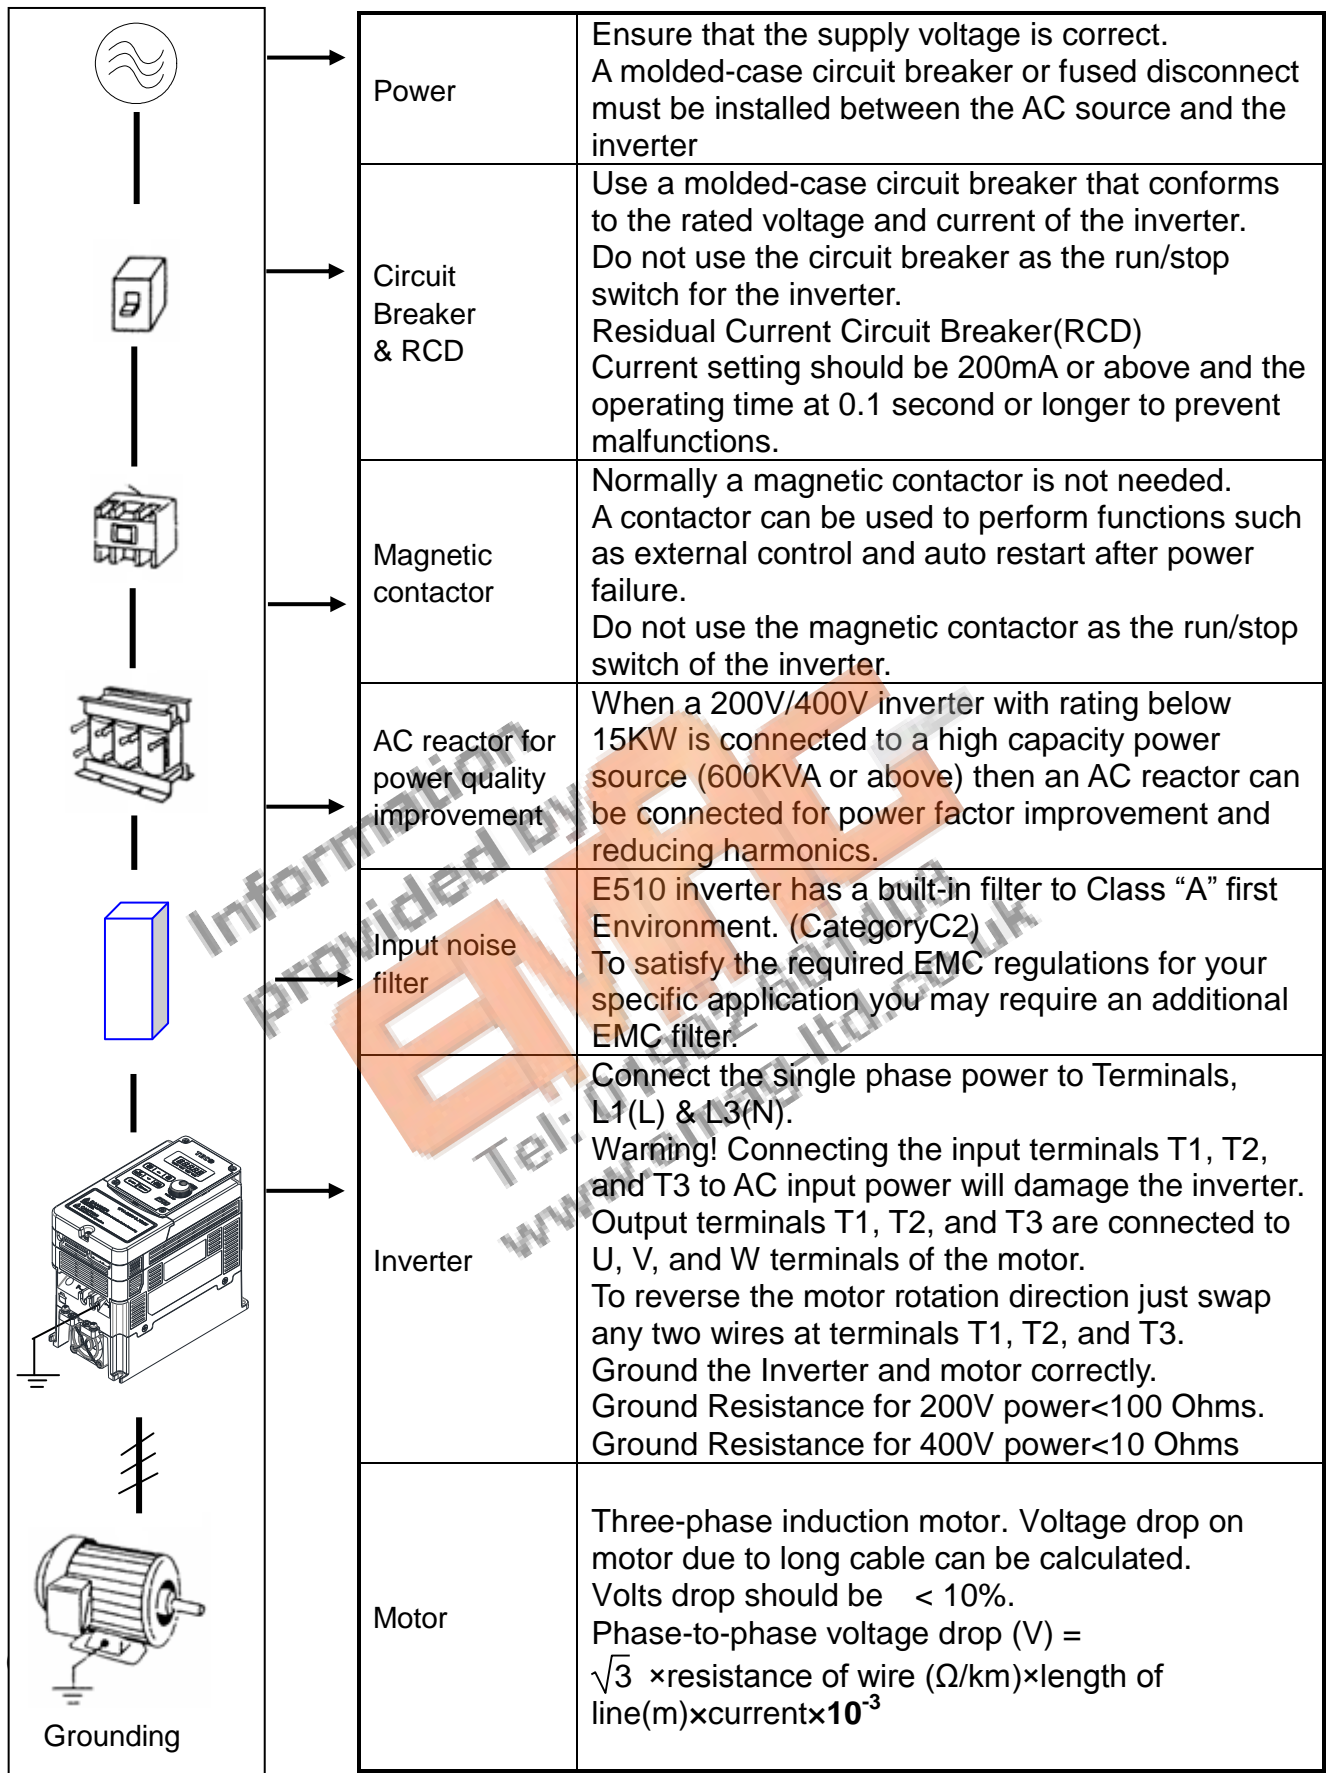 Power
Ensure that the supply voltage is correct.
A molded-case circuit breaker or fused disconnect
must be installed between the AC source and the
inverter
Circuit
Breaker
& RCD
Use a molded-case circuit breaker that conforms
to the rated voltage and current of the inverter.
Do not use the circuit breaker as the run/stop
switch for the inverter.
Residual Current Circuit Breaker(RCD)
Current setting should be 200mA or above and the
operating time at 0.1 second or longer to prevent
malfunctions.
Magnetic
contactor
Normally a magnetic contactor is not needed.
A contactor can be used to perform functions such
as external control and auto restart after power
failure.
Do not use the magnetic contactor as the run/stop
switch of the inverter.
AC reactor for
power quality
improvement
When a 200V/400V inverter with rating below
15KW is connected to a high capacity power
source (600KVA or above) then an AC reactor can
be connected for power factor improvement and
reducing harmonics.
Input noise
filter
E510 inverter has a built-in filter to Class “A” first
Environment. (CategoryC2)
To satisfy the required EMC regulations for your
specific application you may require an additional
EMC filter.
Inverter
Connect the single phase power to Terminals,
L1(L) & L3(N).
Warning! Connecting the input terminals T1, T2,
and T3 to AC input power will damage the inverter.
Output terminals T1, T2, and T3 are connected to
U, V, and W terminals of the motor.
To reverse the motor rotation direction just swap
any two wires at terminals T1, T2, and T3.
Ground the Inverter and motor correctly.
Ground Resistance for 200V power<100 Ohms.
Ground Resistance for 400V power<10 Ohms
Motor
Three-phase induction motor. Voltage drop on
motor due to long cable can be calculated.
Volts drop should be < 10%.
Phase-to-phase voltage drop (V) =
√3 ×resistance of wire (Ω/km)×length of
line(m)×current×10⁻³
Grounding
Information
provided by
EMAG
Tel: 01902 601400
www.emag-ltd.co.uk